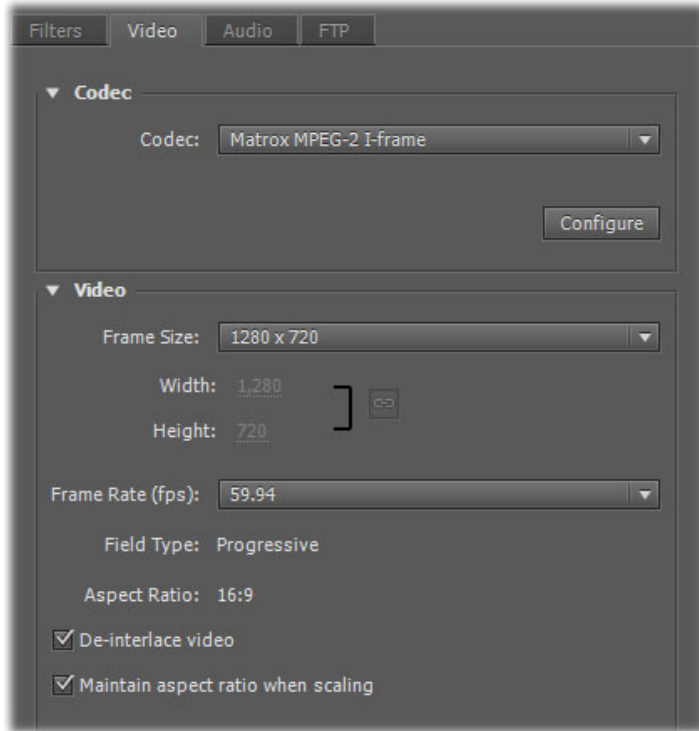 Filters Video Audio FTP
Codec
Codec: Matrox MPEG-2 I-frame
Configure
Video
Frame Size: 1280 x 720
Width: 1,280
Height: 720
Frame Rate (fps): 59.94
Field Type: Progressive
Aspect Ratio: 16:9
De-interlace video
Maintain aspect ratio when scaling